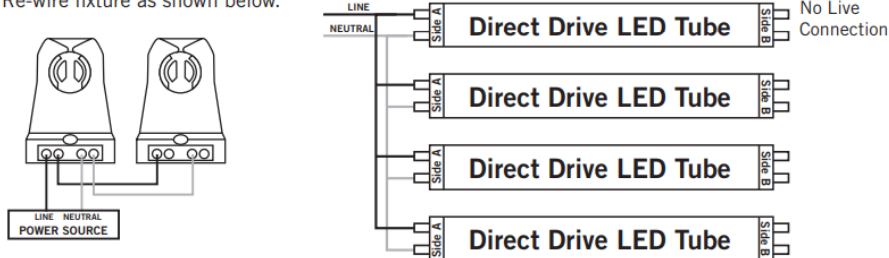 Re-wire fixture as shown below.
LINE NEUTRAL
POWER SOURCE
LINE
NEUTRAL
Side A
Direct Drive LED Tube
Side B
No Live
Connection
Side A
Direct Drive LED Tube
Side B
Side A
Direct Drive LED Tube
Side B
Side A
Direct Drive LED Tube
Side B